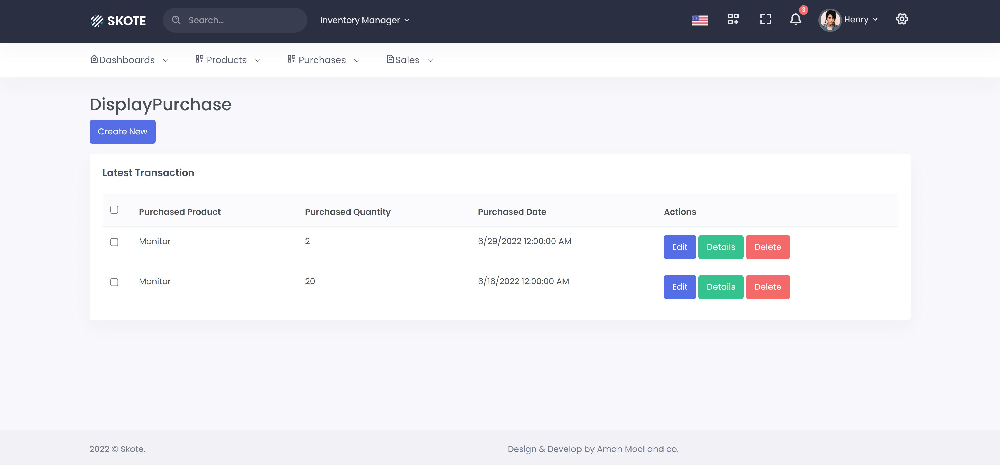 SKOTE Search... Inventory Manager 3 Henry
Dashboards Products Purchases Sales
DisplayPurchase
Create New
Latest Transaction
Purchased Product Purchased Quantity Purchased Date Actions
Monitor 2 6/29/2022 12:00:00 AM Edit Details Delete
Monitor 20 6/16/2022 12:00:00 AM Edit Details Delete
2022 © Skote. Design & Develop by Aman Mool and co.